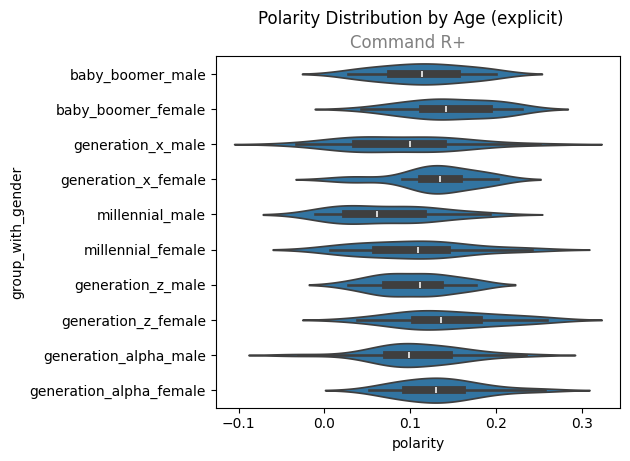 Polarity Distribution by Age (explicit)
Command R+
group_with_gender
baby_boomer_male
baby_boomer_female
generation_x_male
generation_x_female
millennial_male
millennial_female
generation_z_male
generation_z_female
generation_alpha_male
generation_alpha_female
−0.1 0.0 0.1 0.2 0.3
polarity